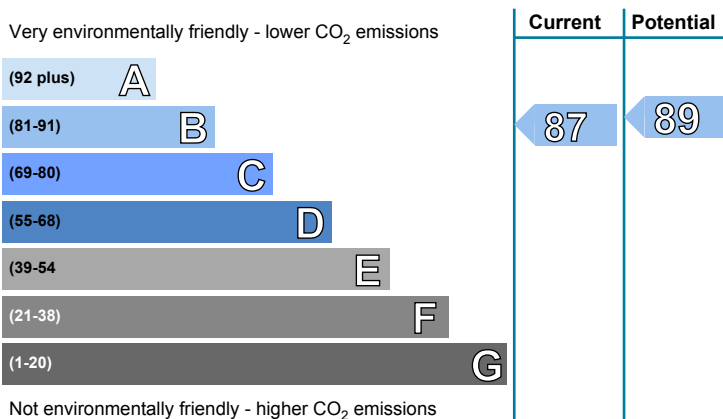 Very environmentally friendly - lower CO2 emissions
Current
Potential
(92 plus) A
(81-91) B
87
89
(69-80) C
(55-68) D
(39-54 E
(21-38) F
(1-20) G
Not environmentally friendly - higher CO2 emissions